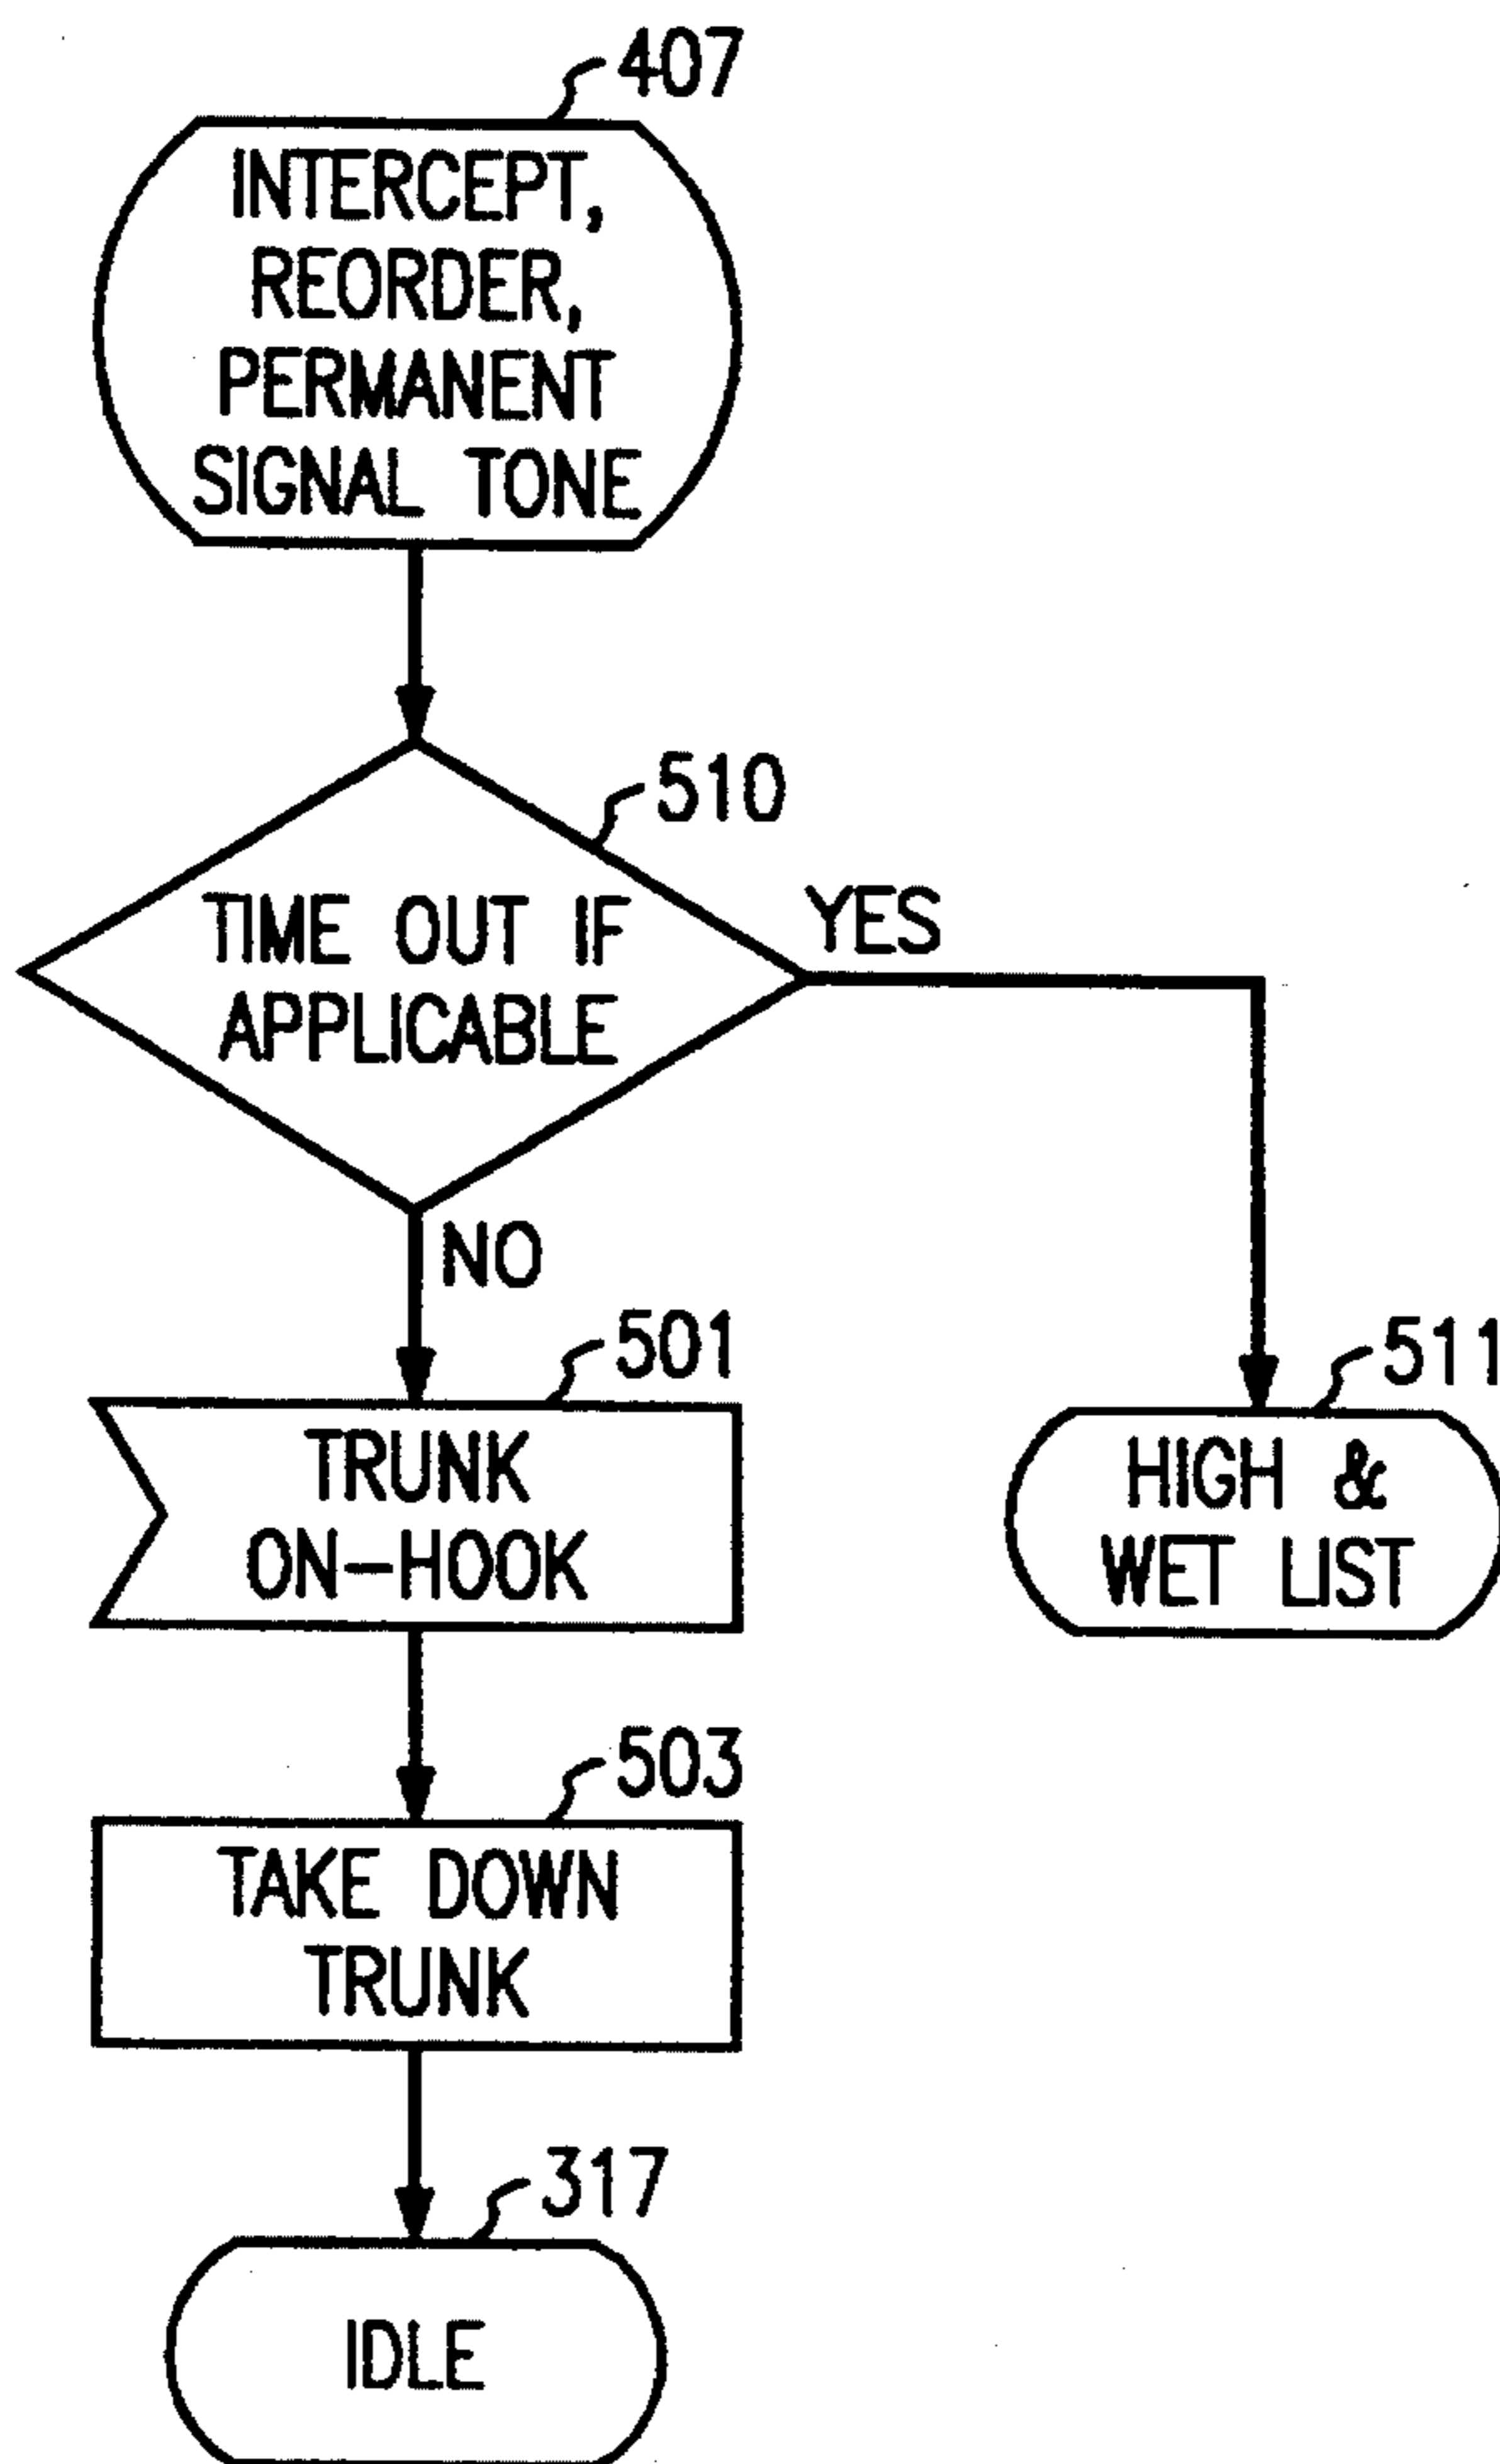 407
INTERCEPT,
REORDER,
PERMANENT
SIGNAL TONE
510
TIME OUT IF
APPLICABLE
YES
NO
501
TRUNK
ON-HOOK
511
HIGH &
WET LIST
503
TAKE DOWN
TRUNK
317
IDLE